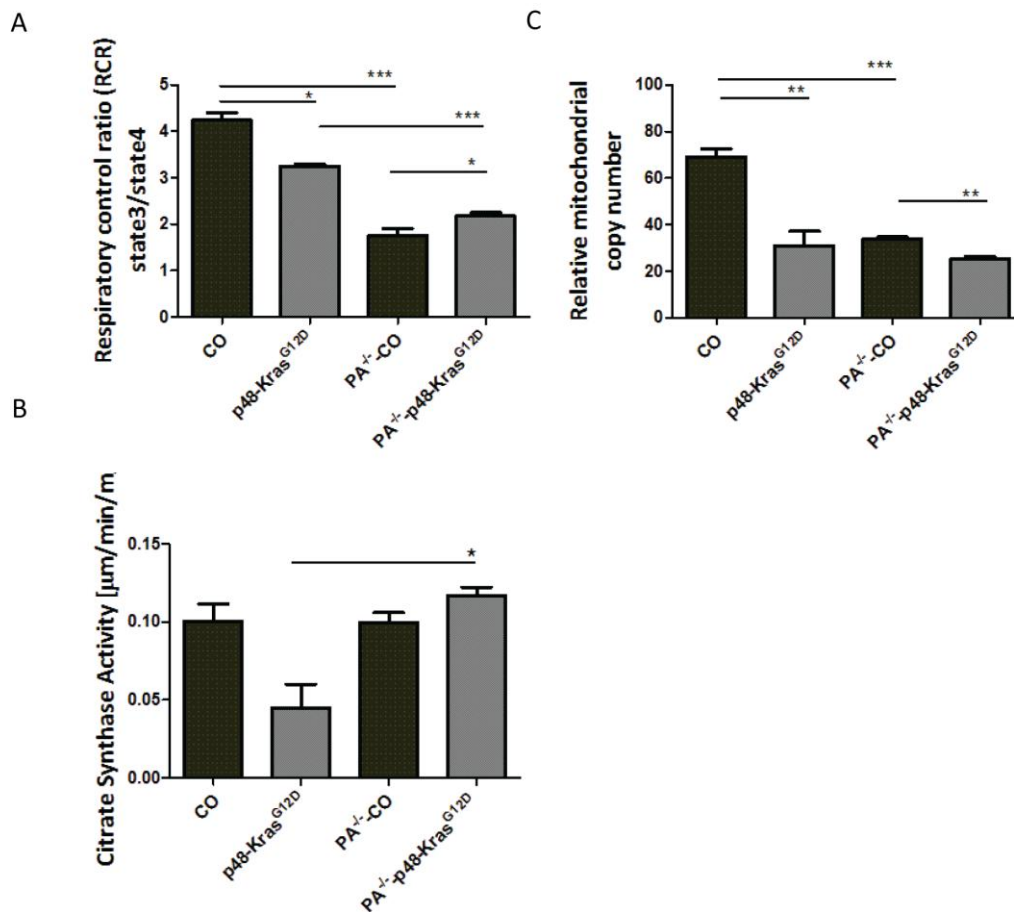 A
Respiratory control ratio (RCR)
state3/state4
5
4
3
2
1
0
***
*
***
*
CO
p48-Kras^G12D
PA^-/-​-CO
PA^-/-​-p48-Kras^G12D
C
Relative mitochondrial
copy number
100
80
60
40
20
0
***
**
**
CO
p48-Kras^G12D
PA^-/-​-CO
PA^-/-​-p48-Kras^G12D
B
Citrate Synthase Activity [μm/min/m
0.15
0.10
0.05
0.00
*
CO
p48-Kras^G12D
PA^-/-​-CO
PA^-/-​-p48-Kras^G12D